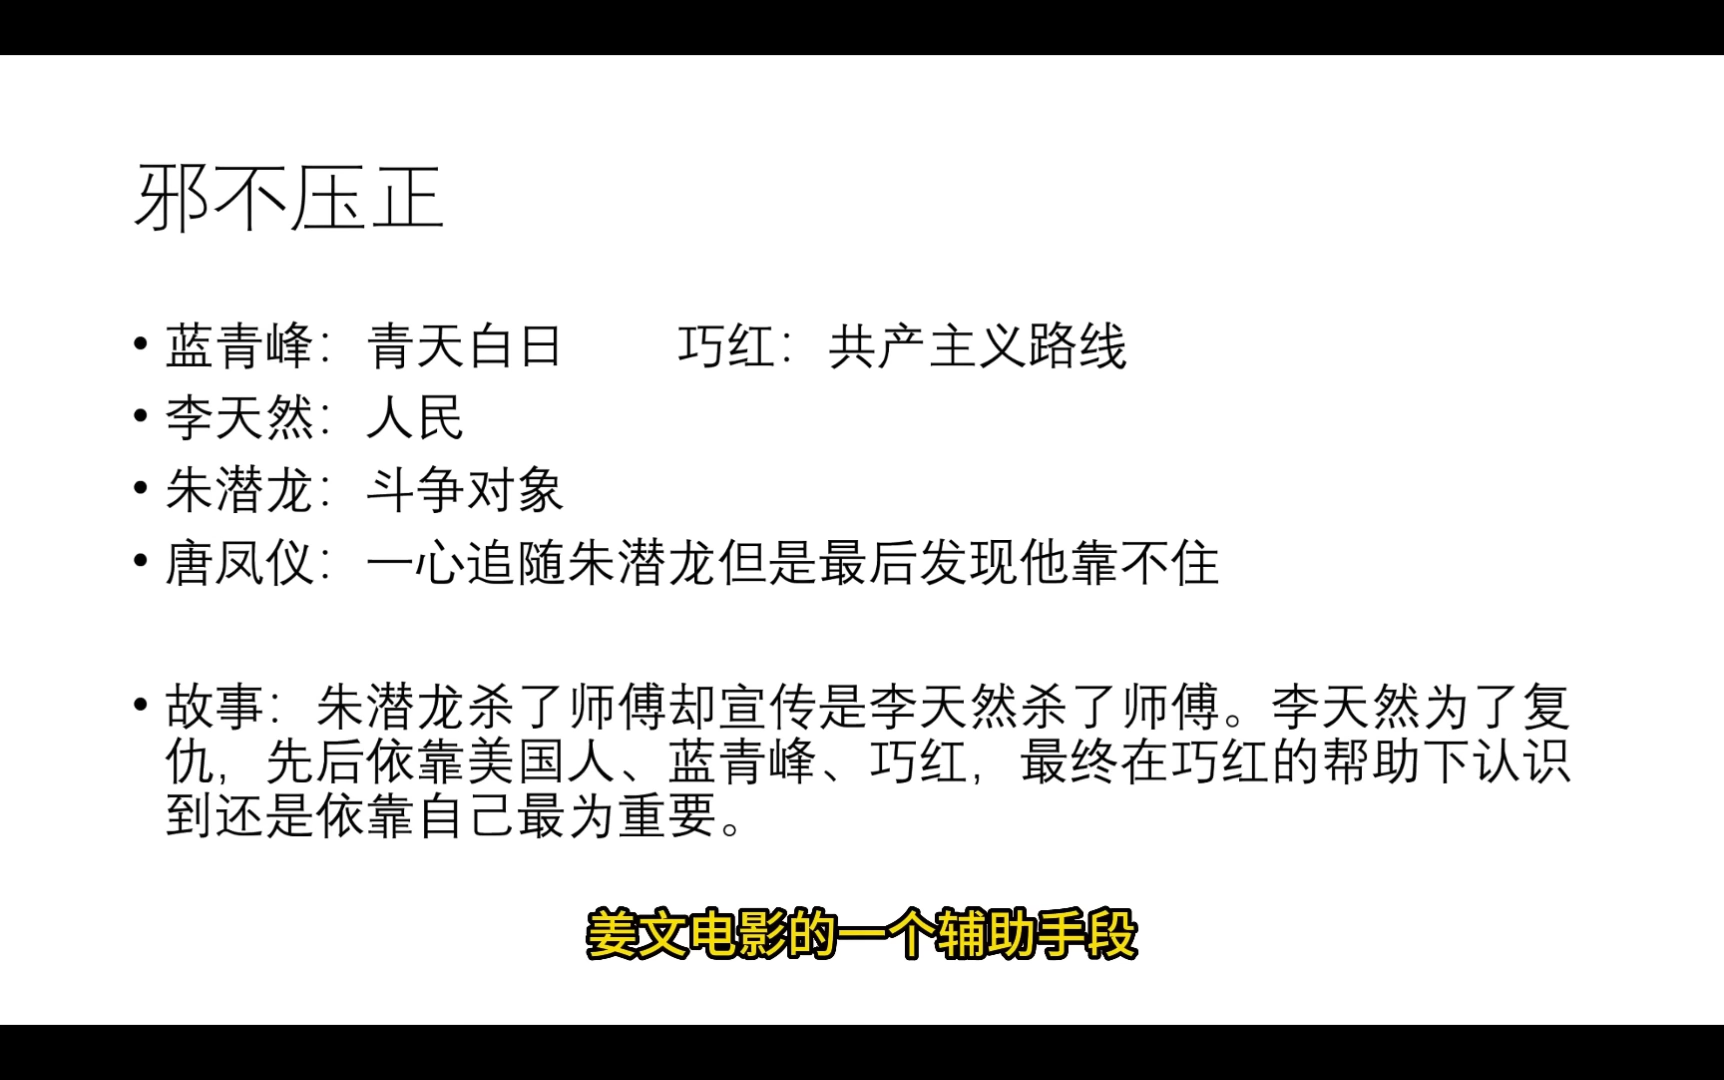 邪不压正
• 蓝青峰：青天白日 巧红：共产主义路线
• 李天然：人民
• 朱潜龙：斗争对象
• 唐凤仪：一心追随朱潜龙但是最后发现他靠不住
• 故事：朱潜龙杀了师傅却宣传是李天然杀了师傅。李天然为了复
仇，先后依靠美国人、蓝青峰、巧红，最终在巧红的帮助下认识
到还是依靠自己最为重要。
姜文电影的一个辅助手段